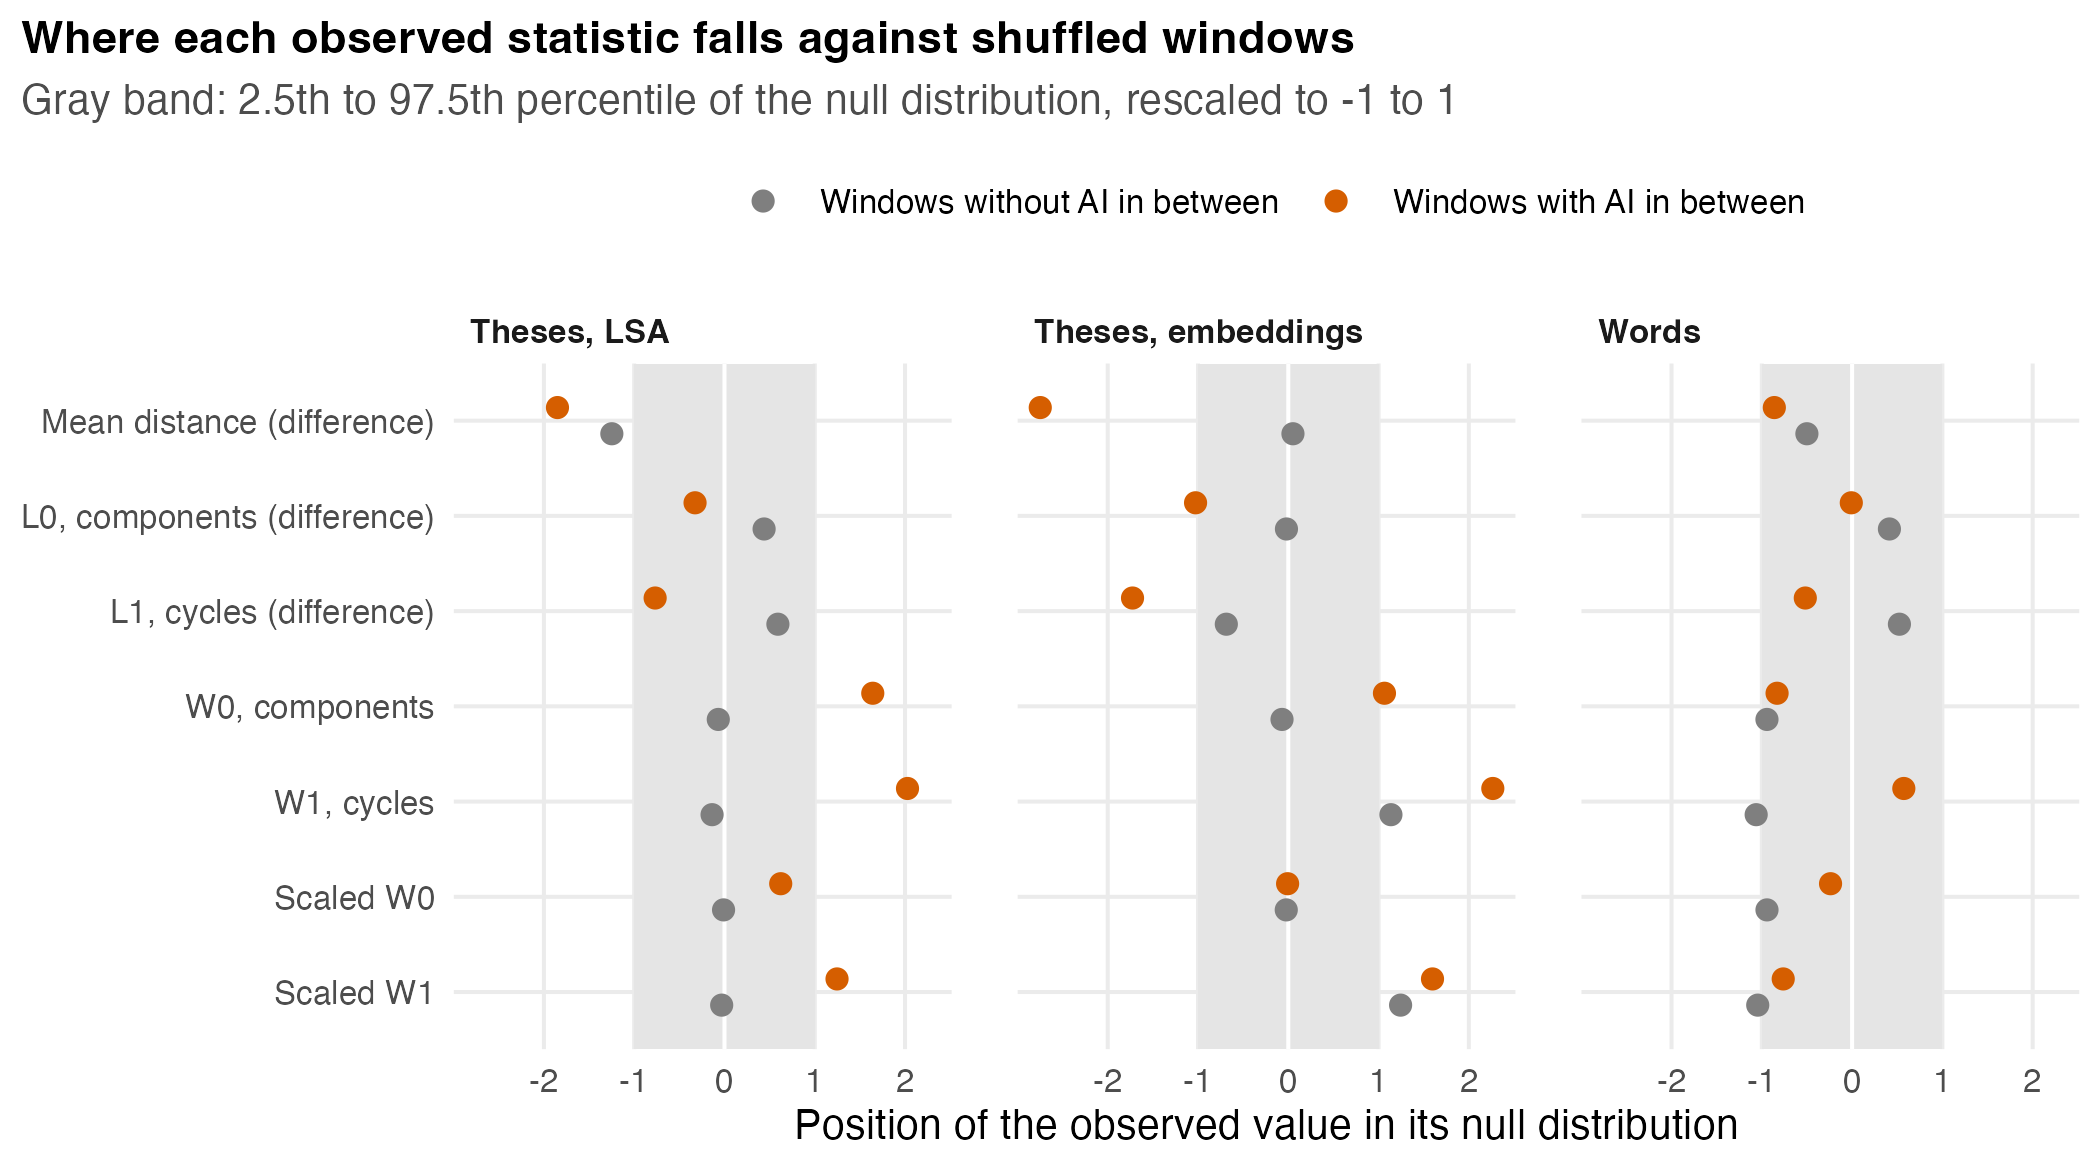 Where each observed statistic falls against shuffled windows
Gray band: 2.5th to 97.5th percentile of the null distribution, rescaled to -1 to 1
Windows without AI in between
Windows with AI in between
Theses, LSA
Theses, embeddings
Words
Mean distance (difference)
L0, components (difference)
L1, cycles (difference)
W0, components
W1, cycles
Scaled W0
Scaled W1
-2 -1 0 1 2
-2 -1 0 1 2
-2 -1 0 1 2
Position of the observed value in its null distribution